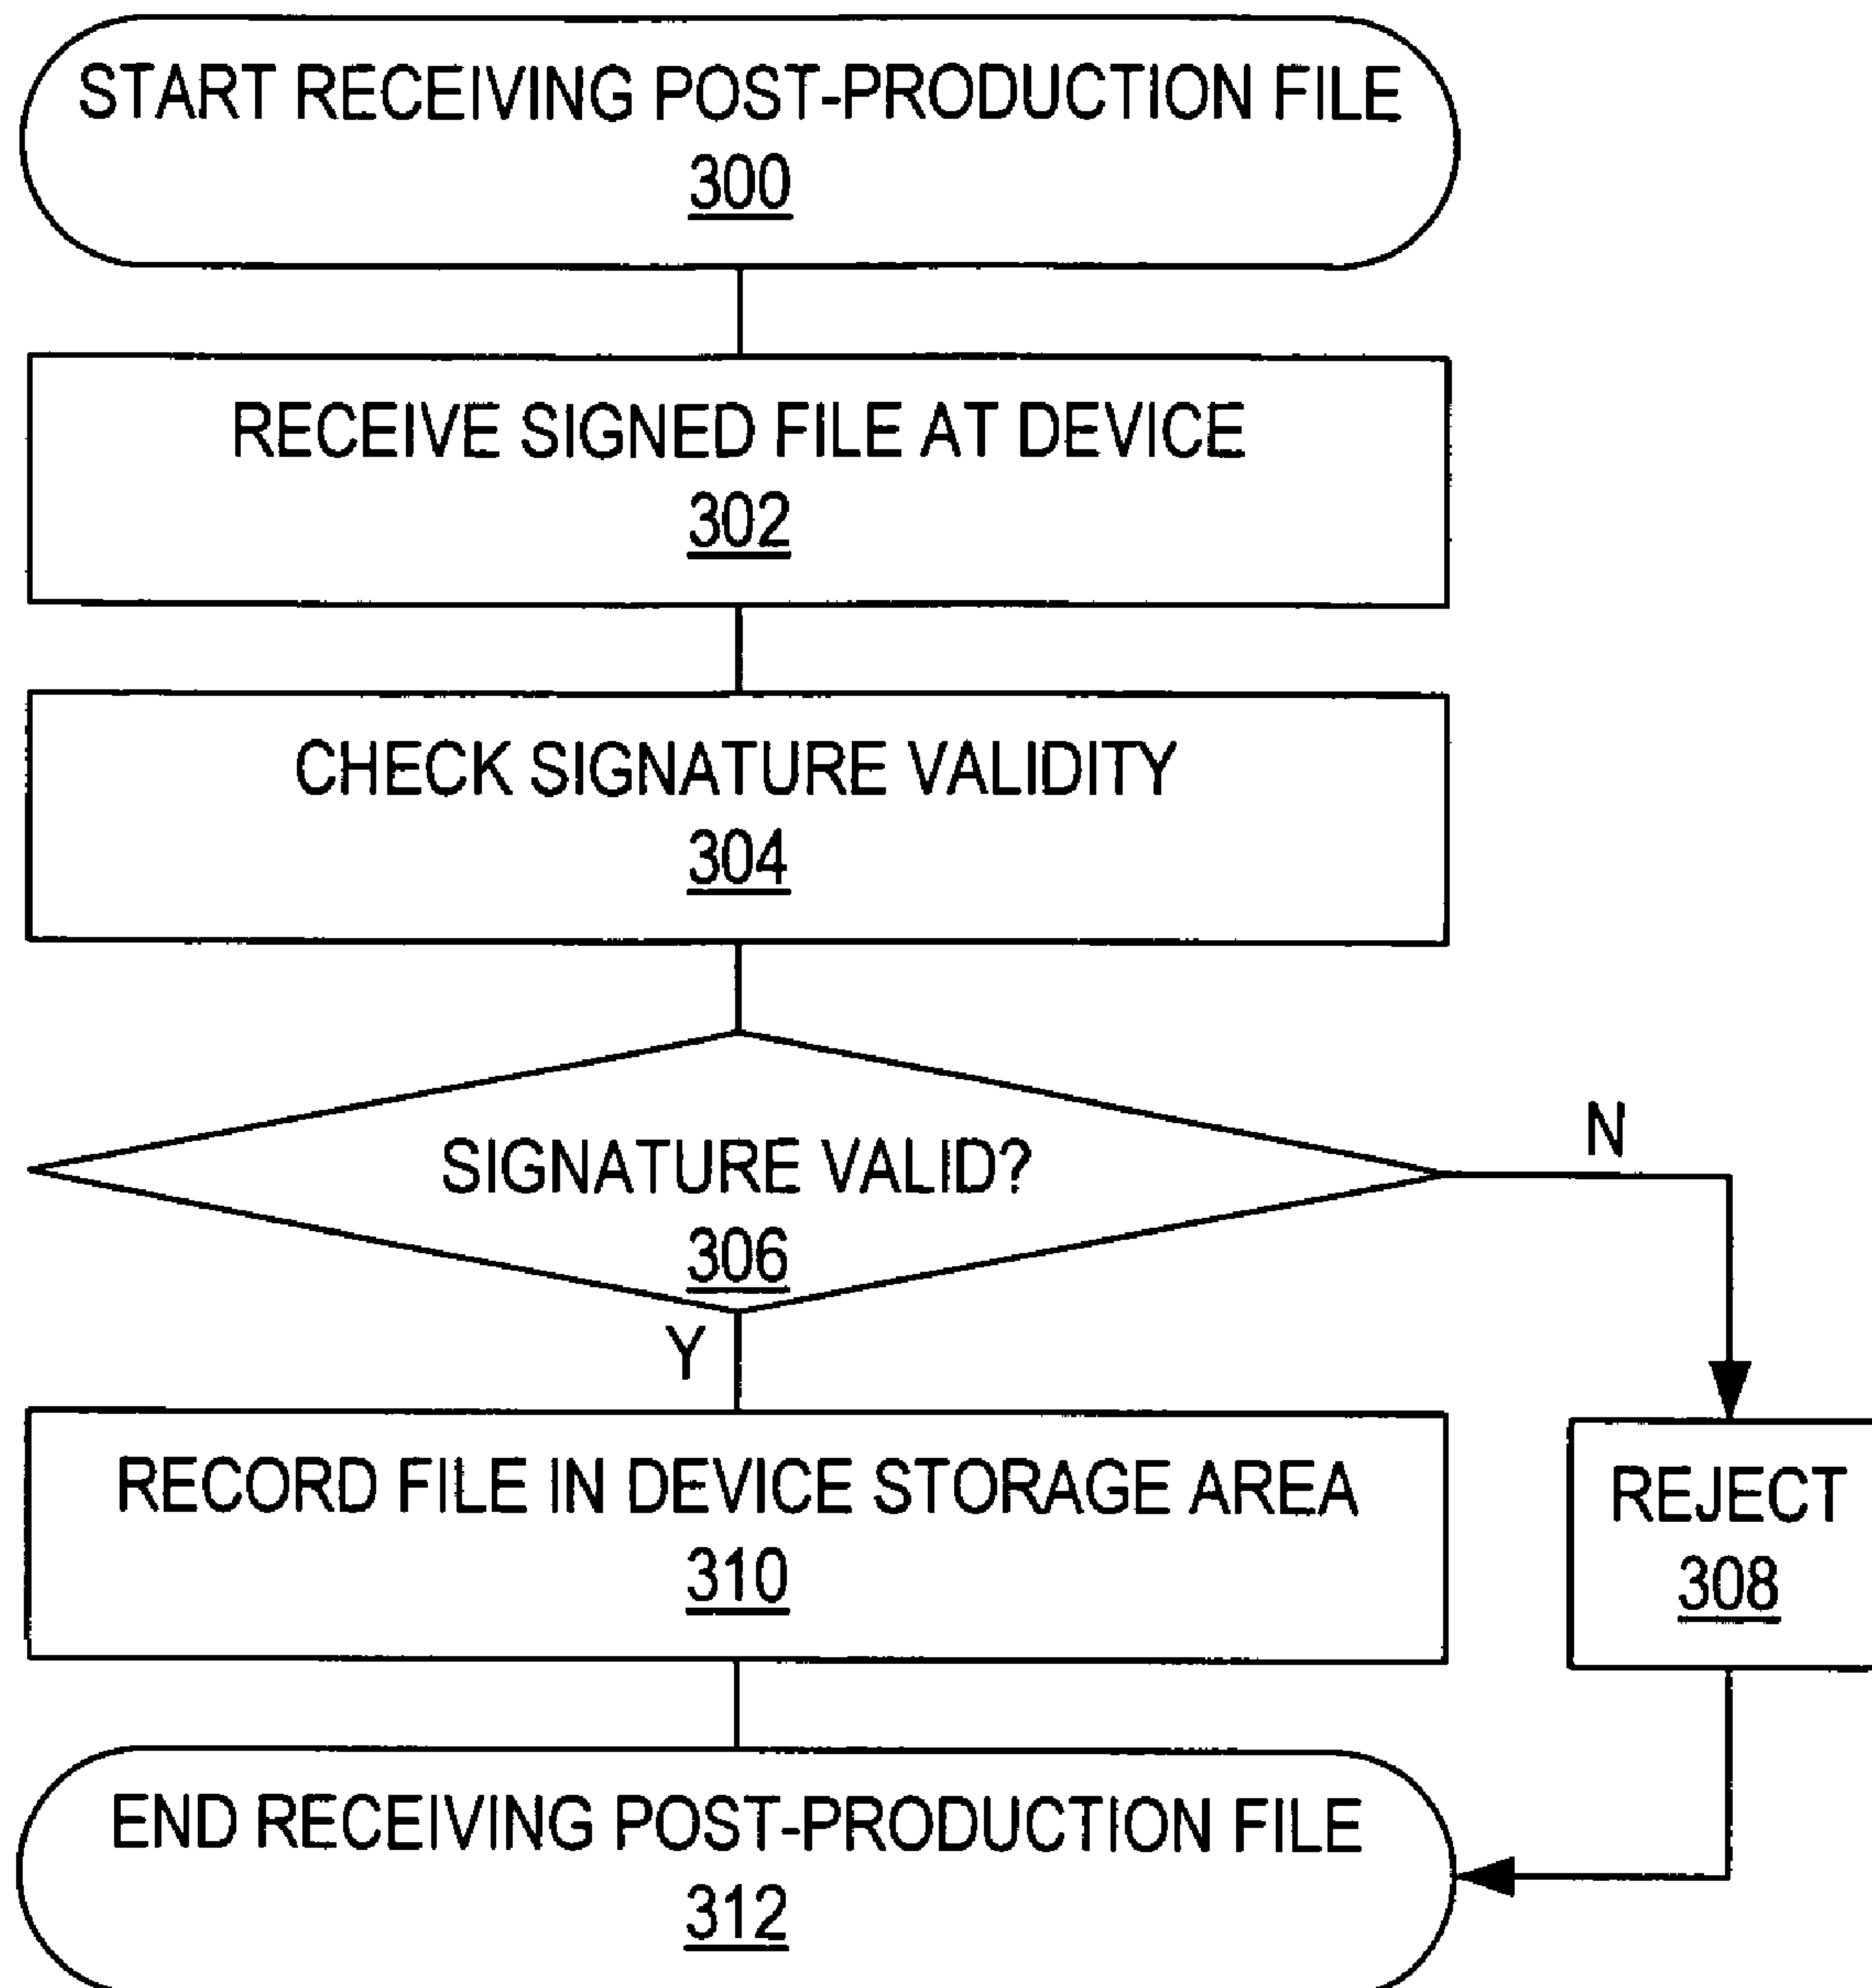 START RECEIVING POST-PRODUCTION FILE
300
RECEIVE SIGNED FILE AT DEVICE
302
CHECK SIGNATURE VALIDITY
304
SIGNATURE VALID?
306
N
Y
RECORD FILE IN DEVICE STORAGE AREA
310
REJECT
308
END RECEIVING POST-PRODUCTION FILE
312